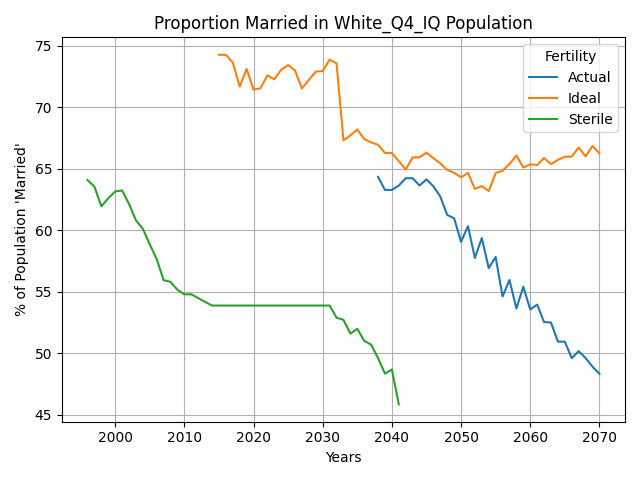 Proportion Married in White_Q4_IQ Population
Fertility
Actual
Ideal
Sterile
% of Population 'Married'
75
70
65
60
55
50
45
2000
2010
2020
2030
2040
2050
2060
2070
Years